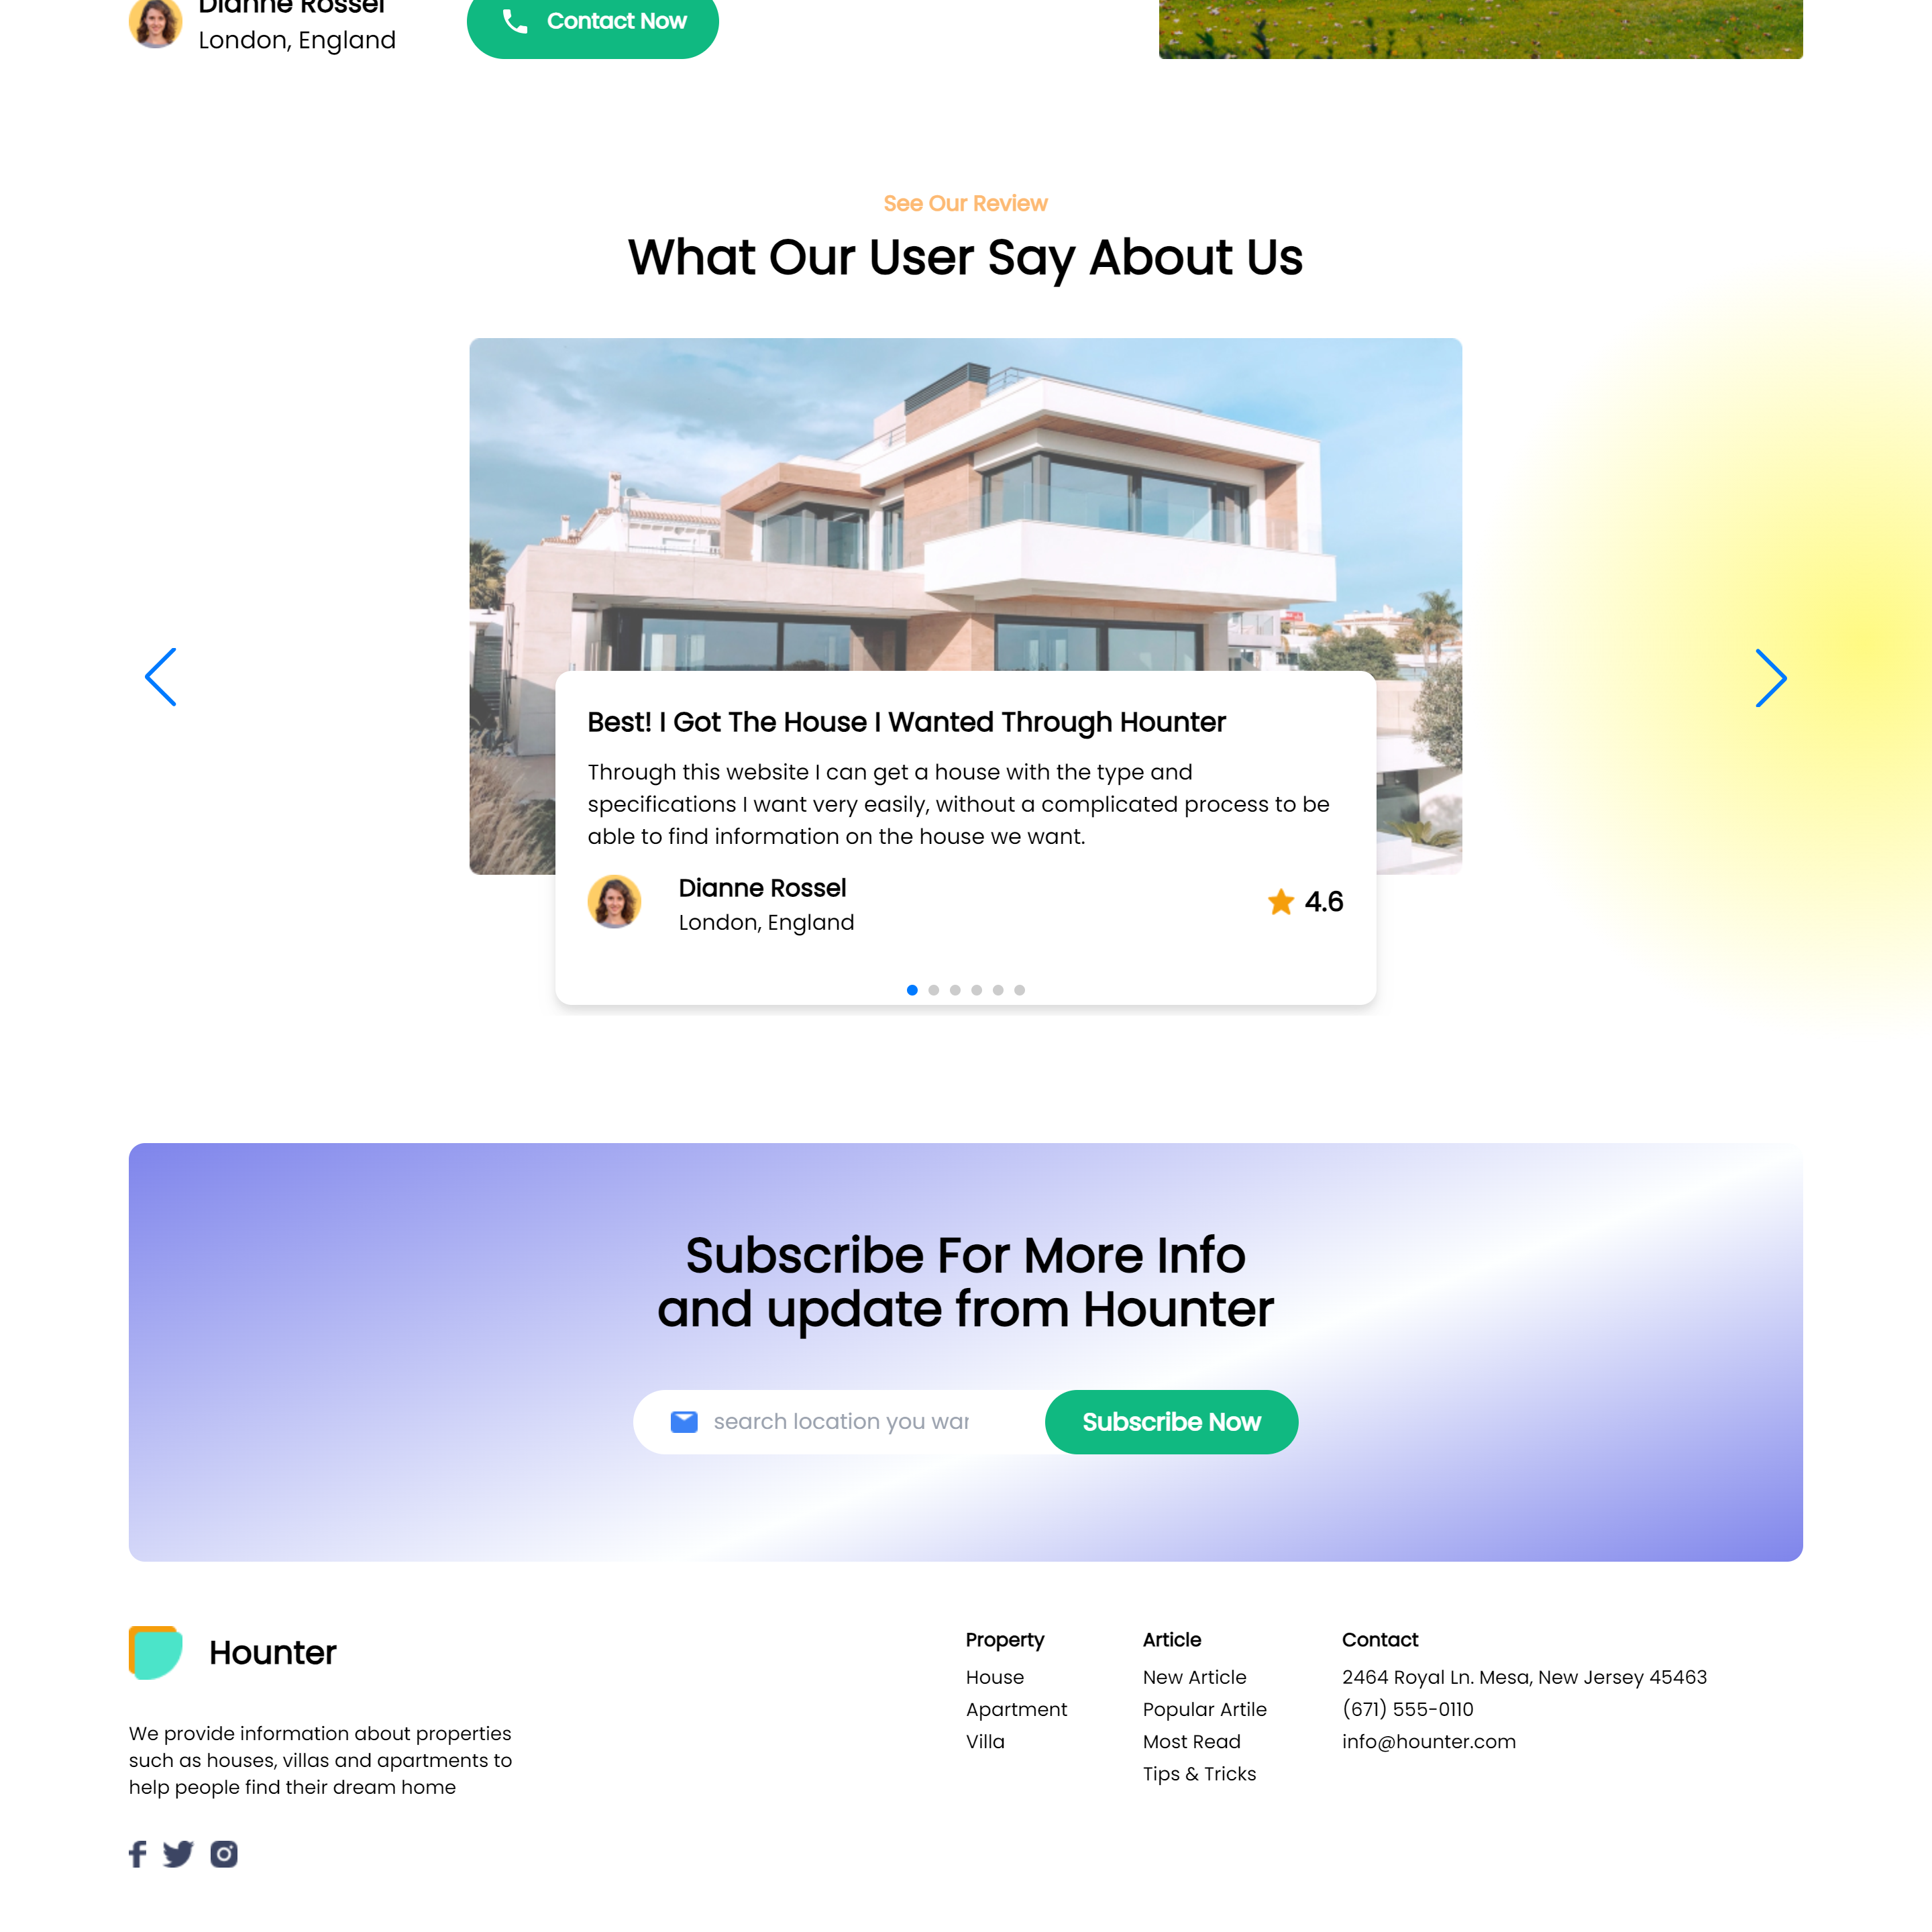 Dianne Rossel
London, England
Contact Now
See Our Review
What Our User Say About Us
Best! I Got The House I Wanted Through Hounter
Through this website I can get a house with the type and
specifications I want very easily, without a complicated process to be
able to find information on the house we want.
Dianne Rossel
London, England
4.6
Subscribe For More Info
and update from Hounter
search location you war
Subscribe Now
Hounter
We provide information about properties
such as houses, villas and apartments to
help people find their dream home
Property
House
Apartment
Villa
Article
New Article
Popular Artile
Most Read
Tips & Tricks
Contact
2464 Royal Ln. Mesa, New Jersey 45463
(671) 555-0110
info@hounter.com